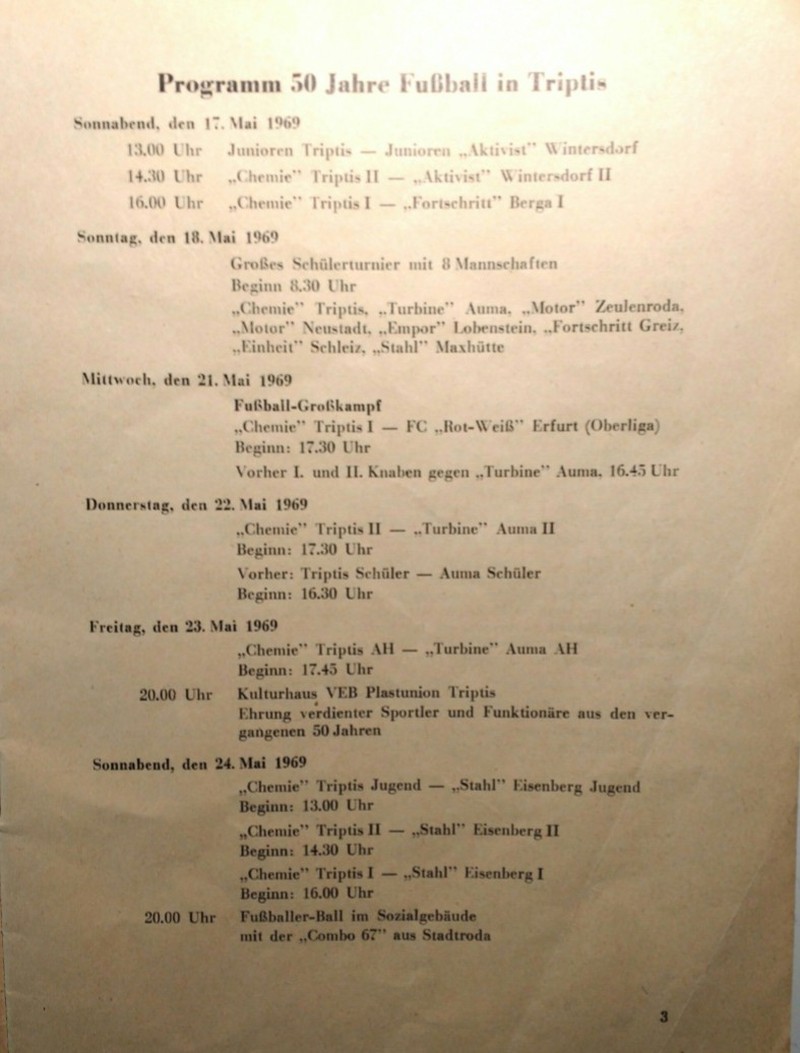 Programm 50 Jahre Fußball in Triptis
Sonnabend, den 17. Mai 1969
13.00 Uhr Junioren Triptis — Junioren „Aktivist” Wintersdorf
14.30 Uhr „Chemie” Triptis II — „Aktivist” Wintersdorf II
16.00 Uhr „Chemie” Triptis I — „Fortschritt” Berga I
Sonntag, den 18. Mai 1969
Großes Schülerturnier mit 8 Mannschaften
Beginn 8.30 Uhr
„Chemie” Triptis, „Turbine” Auma, „Motor” Zeulenroda,
„Motor” Neustadt, „Empor” Lobenstein, „Fortschritt Greiz,
„Einheit” Schleiz, „Stahl” Maxhütte
Mittwoch, den 21. Mai 1969
Fußball-Großkampf
„Chemie” Triptis I — FC „Rot-Weiß” Erfurt (Oberliga)
Beginn: 17.30 Uhr
Vorher I. und II. Knaben gegen „Turbine” Auma, 16.45 Uhr
Donnerstag, den 22. Mai 1969
„Chemie” Triptis II — „Turbine” Auma II
Beginn: 17.30 Uhr
Vorher: Triptis Schüler — Auma Schüler
Beginn: 16.30 Uhr
Freitag, den 23. Mai 1969
„Chemie” Triptis AH — „Turbine” Auma AH
Beginn: 17.45 Uhr
20.00 Uhr Kulturhaus VEB Plastunion Triptis
Ehrung verdienter Sportler und Funktionäre aus den ver-
gangenen 50 Jahren
Sonnabend, den 24. Mai 1969
„Chemie” Triptis Jugend — „Stahl” Eisenberg Jugend
Beginn: 13.00 Uhr
„Chemie” Triptis II — „Stahl” Eisenberg II
Beginn: 14.30 Uhr
„Chemie” Triptis I — „Stahl” Eisenberg I
Beginn: 16.00 Uhr
20.00 Uhr Fußballer-Ball im Sozialgebäude
mit der „Combo 67” aus Stadtroda
3